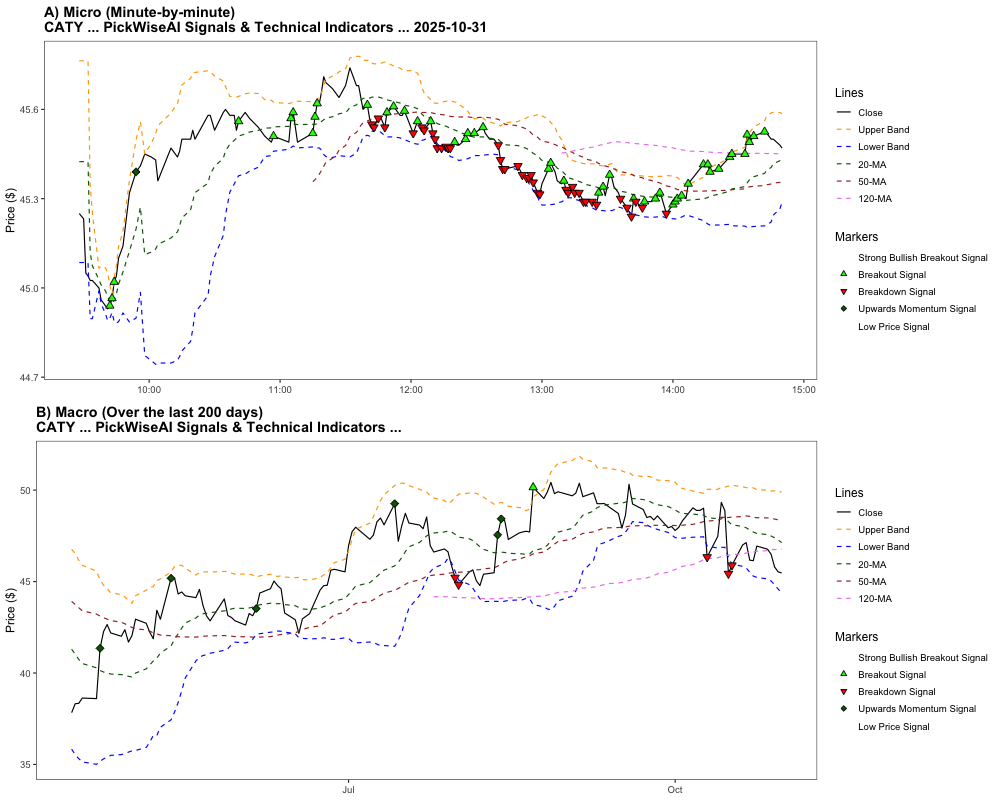 A) Micro (Minute-by-minute)
CATY ... PickWiseAI Signals & Technical Indicators ... 2025-10-31
Price ($)
45.6
45.3
45.0
44.7
10:00
11:00
12:00
13:00
14:00
15:00
Lines
Close
Upper Band
Lower Band
20-MA
50-MA
120-MA
Markers
Strong Bullish Breakout Signal
Breakout Signal
Breakdown Signal
Upwards Momentum Signal
Low Price Signal
B) Macro (Over the last 200 days)
CATY ... PickWiseAI Signals & Technical Indicators ...
Price ($)
50
45
40
35
Jul
Oct
Lines
Close
Upper Band
Lower Band
20-MA
50-MA
120-MA
Markers
Strong Bullish Breakout Signal
Breakout Signal
Breakdown Signal
Upwards Momentum Signal
Low Price Signal